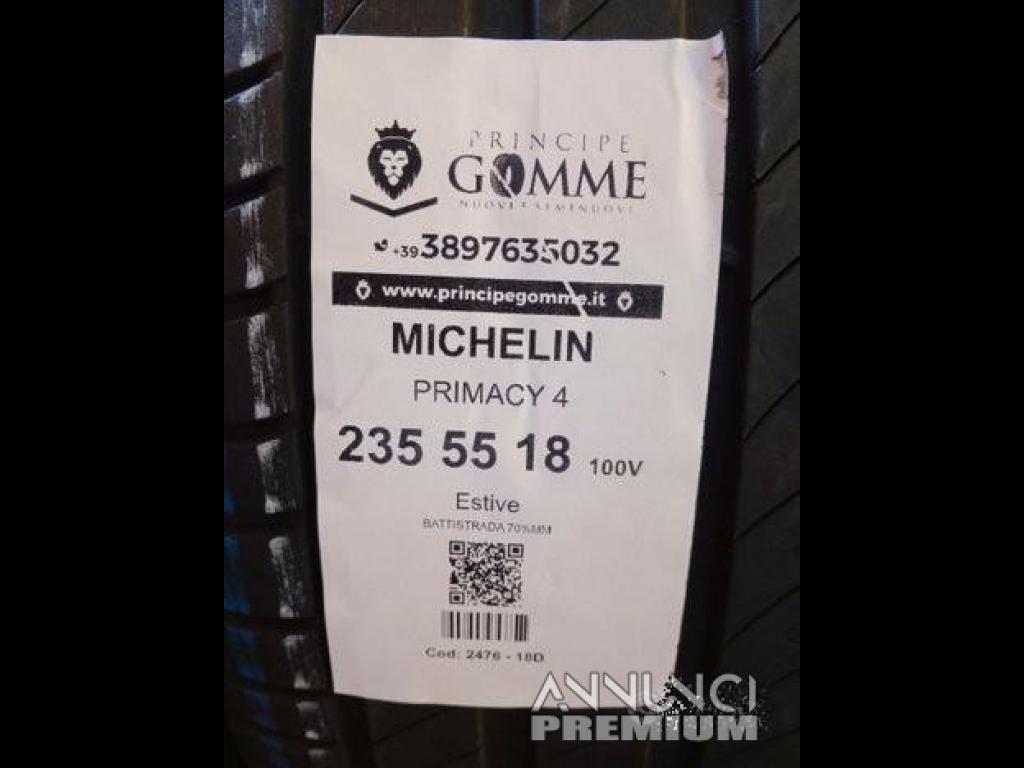 PRINCIPE
GOMME
NUOVE E SEMINUOVE
+39 3897635032
www.principegomme.it
MICHELIN
PRIMACY 4
235 55 18 100V
Estive
BATTISTRADA 70%MM
Cod: 2476 - 18D
ANNUNCI
PREMIUM